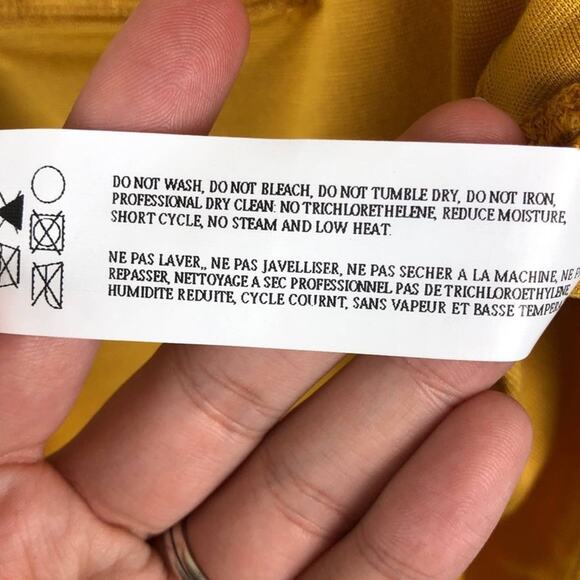 DO NOT WASH, DO NOT BLEACH, DO NOT TUMBLE DRY, DO NOT IRON,
PROFESSIONAL DRY CLEAN: NO TRICHLORETHELENE, REDUCE MOISTURE,
SHORT CYCLE, NO STEAM AND LOW HEAT.
NE PAS LAVER,, NE PAS JAVELLISER, NE PAS SECHER A LA MACHINE, NE
REPASSER, NETTOYAGE A SEC PROFESSIONNEL PAS DE TRICHLOROETHYLENE
HUMIDITE REDUITE, CYCLE COURNT, SANS VAPEUR ET BASSE